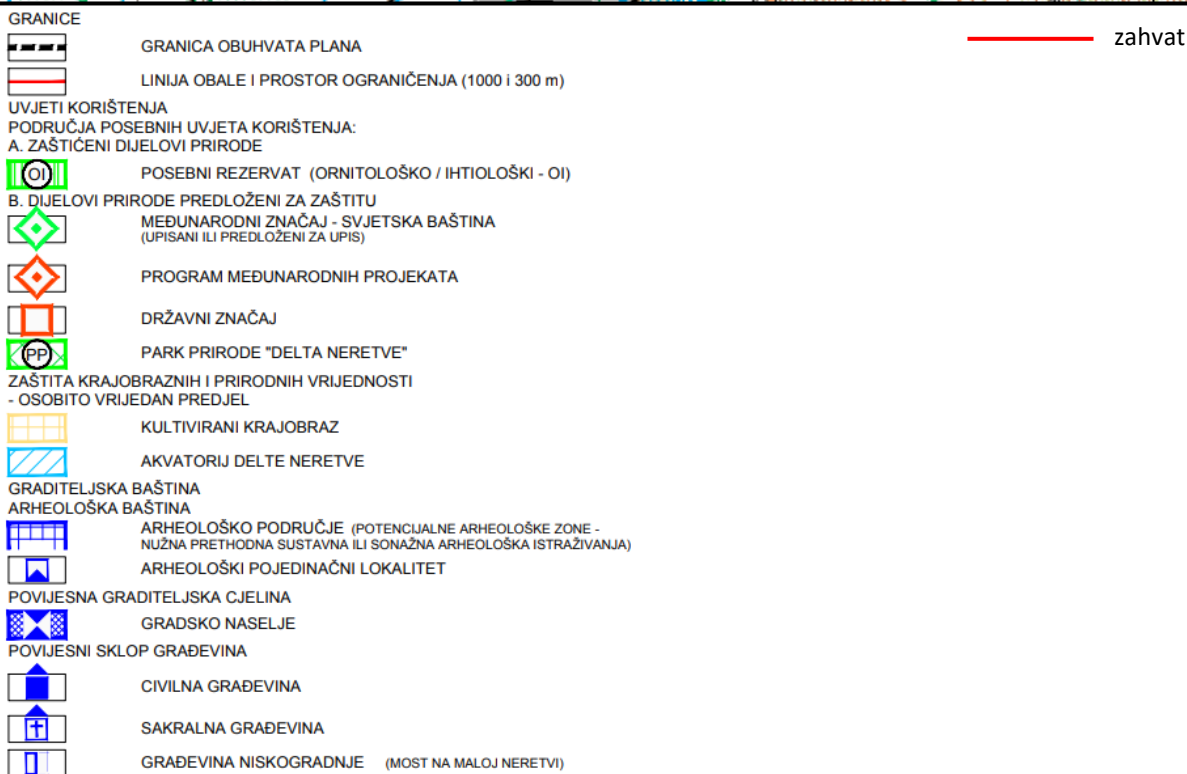 GRANICE
zahvat
GRANICA OBUHVATA PLANA
LINIJA OBALE I PROSTOR OGRANIČENJA (1000 i 300 m)
UVJETI KORIŠTENJA
PODRUČJA POSEBNIH UVJETA KORIŠTENJA:
A. ZAŠTIĆENI DIJELOVI PRIRODE
OI POSEBNI REZERVAT (ORNITOLOŠKO / IHTIOLOŠKI - OI)
B. DIJELOVI PRIRODE PREDLOŽENI ZA ZAŠTITU
MEĐUNARODNI ZNAČAJ - SVJETSKA BAŠTINA
(UPISANI ILI PREDLOŽENI ZA UPIS)
PROGRAM MEĐUNARODNIH PROJEKATA
DRŽAVNI ZNAČAJ
PP PARK PRIRODE "DELTA NERETVE"
ZAŠTITA KRAJOBRAZNIH I PRIRODNIH VRIJEDNOSTI
- OSOBITO VRIJEDAN PREDJEL
KULTIVIRANI KRAJOBRAZ
AKVATORIJ DELTE NERETVE
GRADITELJSKA BAŠTINA
ARHEOLOŠKA BAŠTINA
ARHEOLOŠKO PODRUČJE (POTENCIJALNE ARHEOLOŠKE ZONE -
NUŽNA PRETHODNA SUSTAVNA ILI SONAŽNA ARHEOLOŠKA ISTRAŽIVANJA)
ARHEOLOŠKI POJEDINAČNI LOKALITET
POVIJESNA GRADITELJSKA CJELINA
GRADSKO NASELJE
POVIJESNI SKLOP GRAĐEVINA
CIVILNA GRAĐEVINA
SAKRALNA GRAĐEVINA
GRAĐEVINA NISKOGRADNJE (MOST NA MALOJ NERETVI)